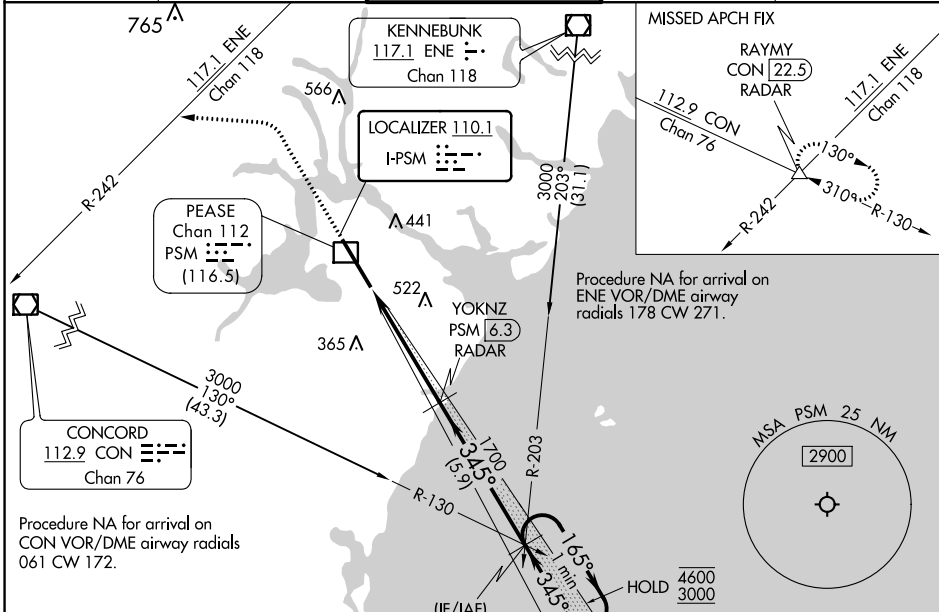 765
117.1 ENE
Chan 118
KENNEBUNK
117.1 ENE
Chan 118
566
LOCALIZER 110.1
I-PSM
R-242
3000
203°
(31.1)
PEASE
Chan 112
PSM
(116.5)
441
522
365
YOKNZ
PSM 6.3
RADAR
MISSED APCH FIX
RAYMY
CON 22.5
RADAR
117.1 ENE
Chan 118
112.9 CON
Chan 76
130°
310°
R-130
R-242
Procedure NA for arrival on
ENE VOR/DME airway
radials 178 CW 271.
3000
130°
(43.3)
CONCORD
112.9 CON
Chan 76
1700
345°
(5.9)
R-203
R-130
MSA PSM 25 NM
2900
Procedure NA for arrival on
CON VOR/DME airway radials
061 CW 172.
165°
1 min
345°
HOLD 4600
3000
(IF/IAF)